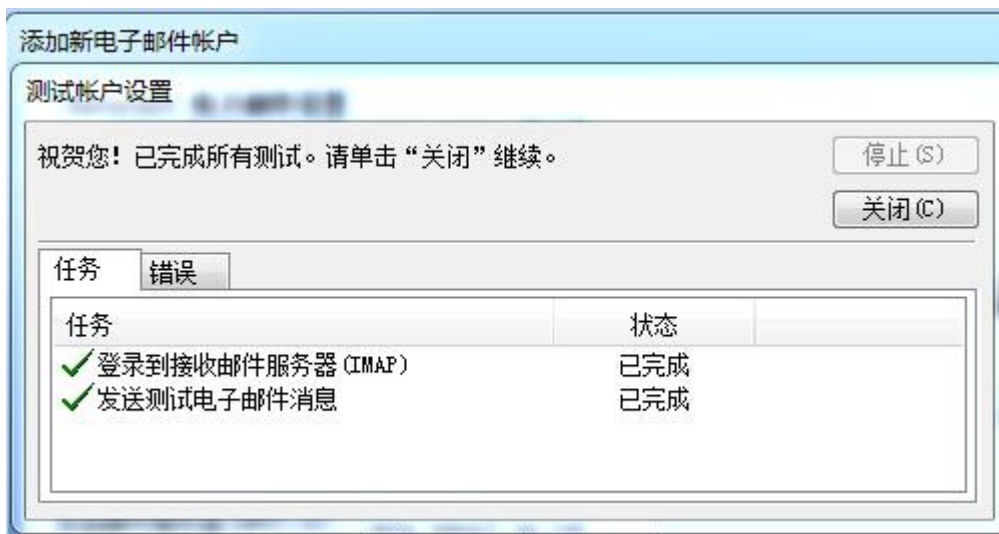 添加新电子邮件帐户
测试帐户设置
祝贺您！已完成所有测试。请单击“关闭”继续。
停止(S)
关闭(C)
任务 错误
任务 状态
登录到接收邮件服务器(IMAP) 已完成
发送测试电子邮件消息 已完成